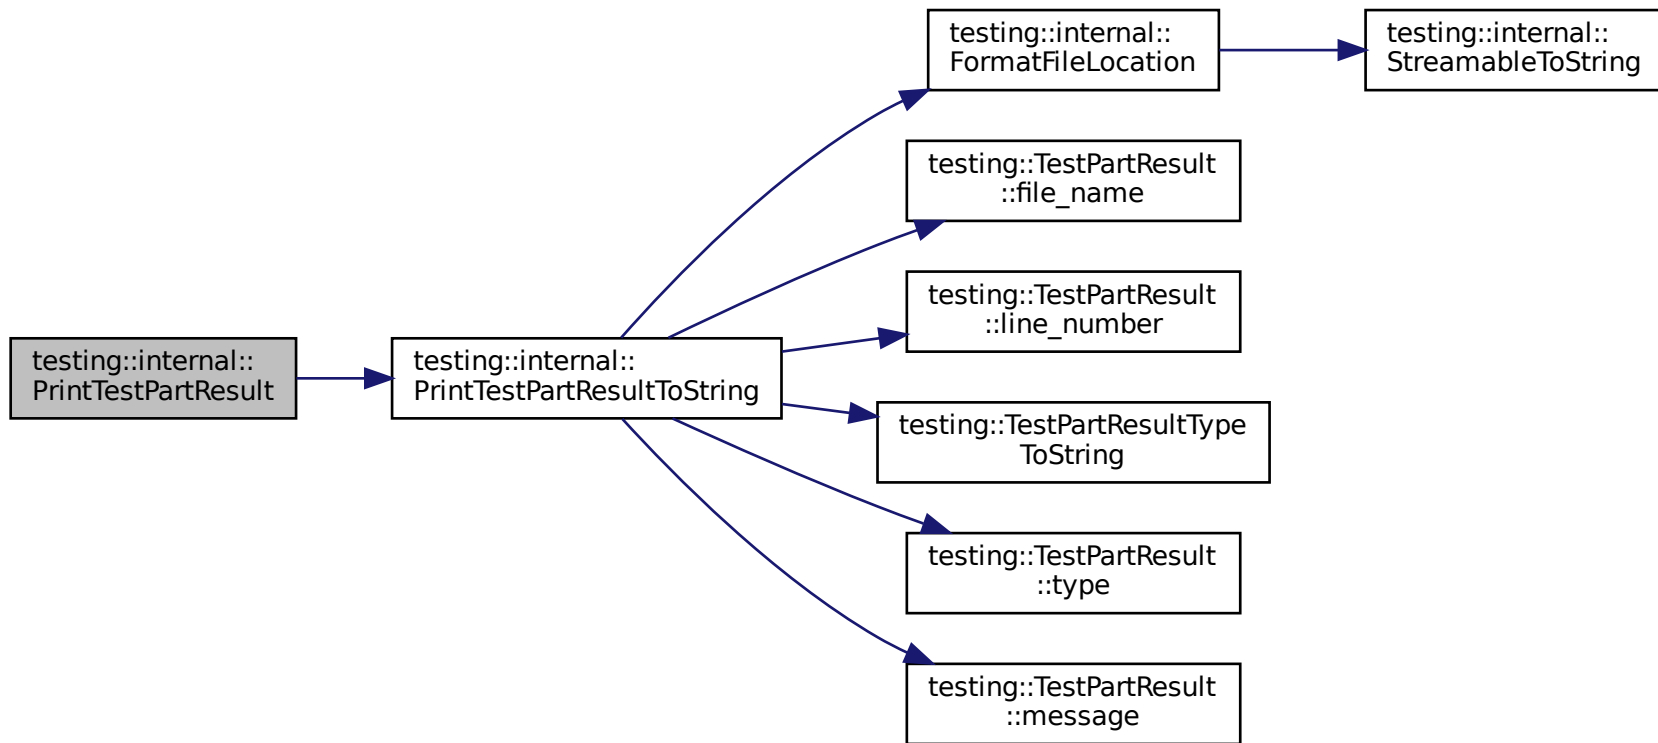 testing::internal::
PrintTestPartResult
testing::internal::
PrintTestPartResultToString
testing::internal::
FormatFileLocation
testing::internal::
StreamableToString
testing::TestPartResult
::file_name
testing::TestPartResult
::line_number
testing::TestPartResultType
ToString
testing::TestPartResult
::type
testing::TestPartResult
::message